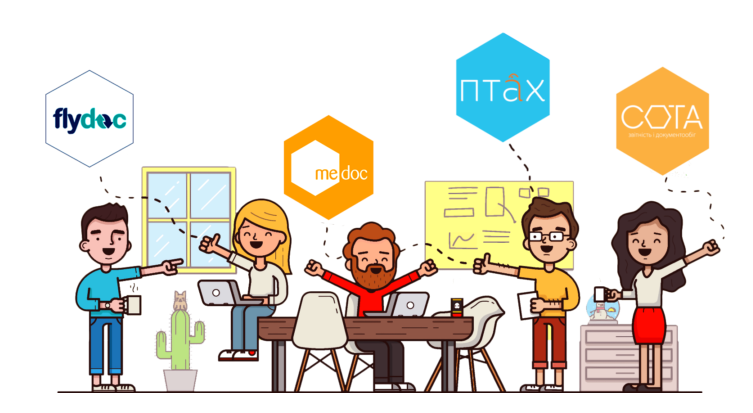 flydoc
medoc
птах
СОТА
звітність і документообіг